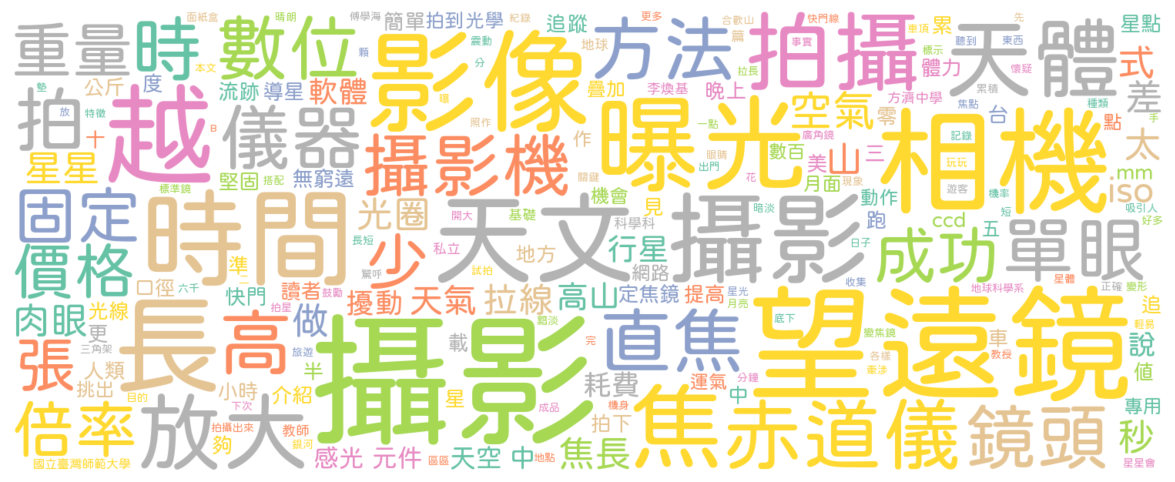 重量
時
數位
影像
方法
拍攝
天體
式
星點
面紙盒
晴朗
傅學海
簡單
拍到
光學
紀錄
追蹤
地球
合歡山
篇
更多
快門線
事實
車頂
累
標示
聽到
東西
先
懷疑
本文
顆
震動
分
墊
公斤
度
流跡
導星
軟體
穩
疊加
李煥基
晚上
拉長
體力
方濟中學
累積
種類
差
手
拍
放
特徵
十
越
日
儀器
照作
作
曝光
空氣
零
焦點
台
點
相機
記錄
玩玩
遊客
機率
短
太
mm
iso
吸引人
好多
星星
標準鏡
堅固
搭配
無窮遠
攝影機
關鍵
一點
眼睛
出門
數百
廣角鏡
美
山
三
月面
現象
花
機會
見
動作
跑
ccd
五
固定
時間
光圈
長短
開大
少
基礎
天文
科學科
地方
行星
網路
攝影
暗淡
日子
成功
單眼
價格
口徑
準
二
六千
快門
拍星
鼓勵
讀者
驚呼
私立
試拍
擾動
天氣
拉線
高山
定焦鏡
提高
星光
月亮
收集
地球科學系
星體
正確
變形
肉眼
光線
更
三角架
長
高
做
旅遊
攝影
載
黯淡
直焦
底下
變焦鏡
望遠鏡
各種
牽涉
車
教授
追
輕易
說
值
張
人類
挑出
目的
小時
下次
介紹
半
星
成品
完
機身
耗費
拍下
運氣
分鐘
中
倍率
放大
拍攝出來
夠
教師
銀河
國立臺灣師範大學
感光
元件
區區
天空
中
地點
焦長
焦
赤道儀
鏡頭
專用
秒
星星會